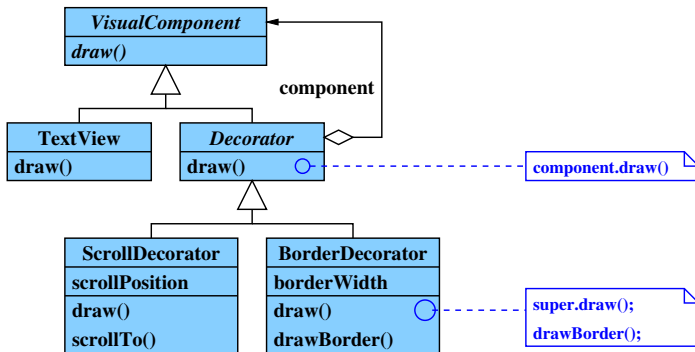 VisualComponent
draw()
component
TextView
draw()
Decorator
draw()
component.draw()
ScrollDecorator
scrollPosition
draw()
scrollTo()
BorderDecorator
borderWidth
draw()
drawBorder()
super.draw();
drawBorder();